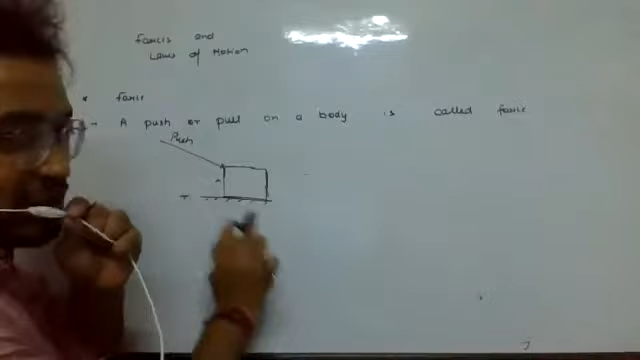 forces and
Laws of Motion
* force
→ A push or pull on a body is called force
Push